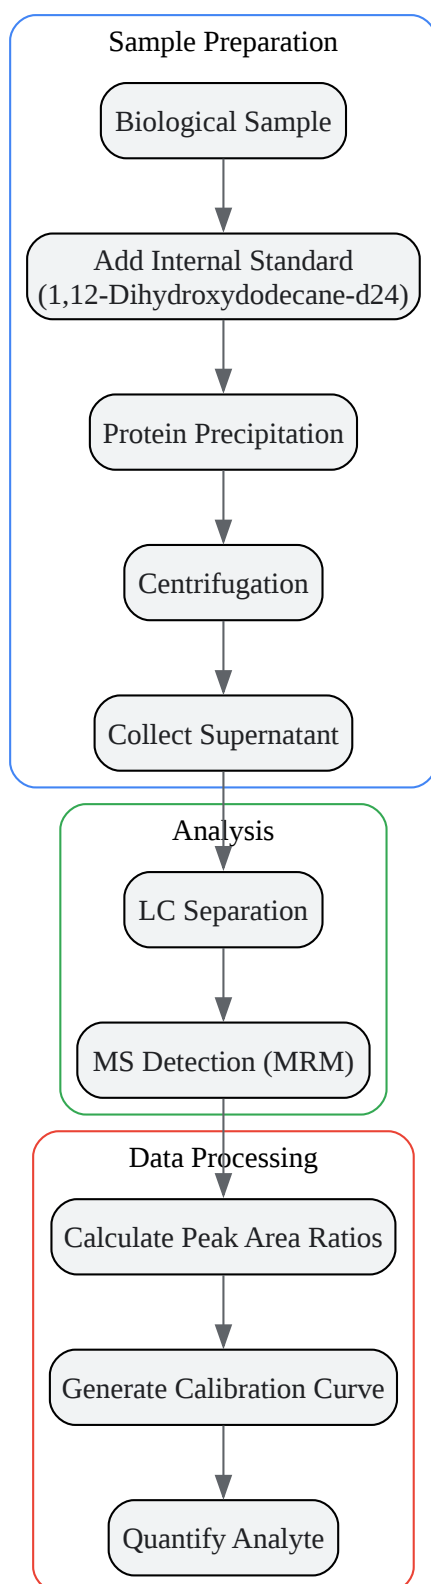 Sample Preparation
Biological Sample
Add Internal Standard
(1,12-Dihydroxydodecane-d24)
Protein Precipitation
Centrifugation
Collect Supernatant
Analysis
LC Separation
MS Detection (MRM)
Data Processing
Calculate Peak Area Ratios
Generate Calibration Curve
Quantify Analyte